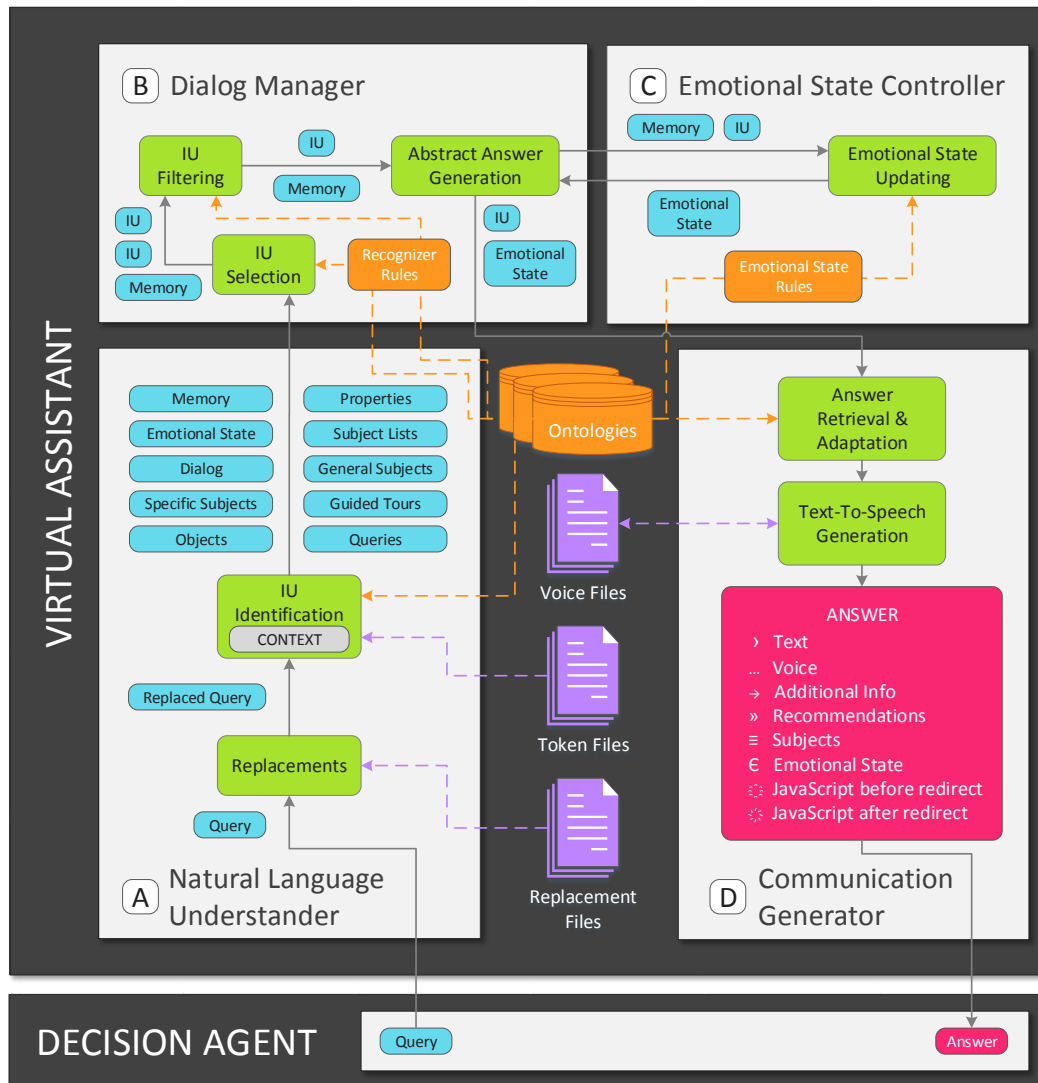 VIRTUAL ASSISTANT
B Dialog Manager
IU
Filtering
IU
Memory
Abstract Answer
Generation
IU
IU
Memory
IU
Selection
Recognizer
Rules
IU
Emotional
State
C Emotional State Controller
Memory
IU
Emotional State
Updating
Emotional
State
Emotional State
Rules
Memory
Properties
Emotional State
Subject Lists
Dialog
General Subjects
Specific Subjects
Guided Tours
Objects
Queries
IU
Identification
CONTEXT
Replaced Query
Replacements
Query
A Natural Language
Understander
Ontologies
Voice Files
Token Files
Replacement
Files
Answer
Retrieval &
Adaptation
Text-To-Speech
Generation
ANSWER
› Text
... Voice
→ Additional Info
» Recommendations
≡ Subjects
Є Emotional State
JavaScript before redirect
JavaScript after redirect
D Communication
Generator
DECISION AGENT
Query
Answer